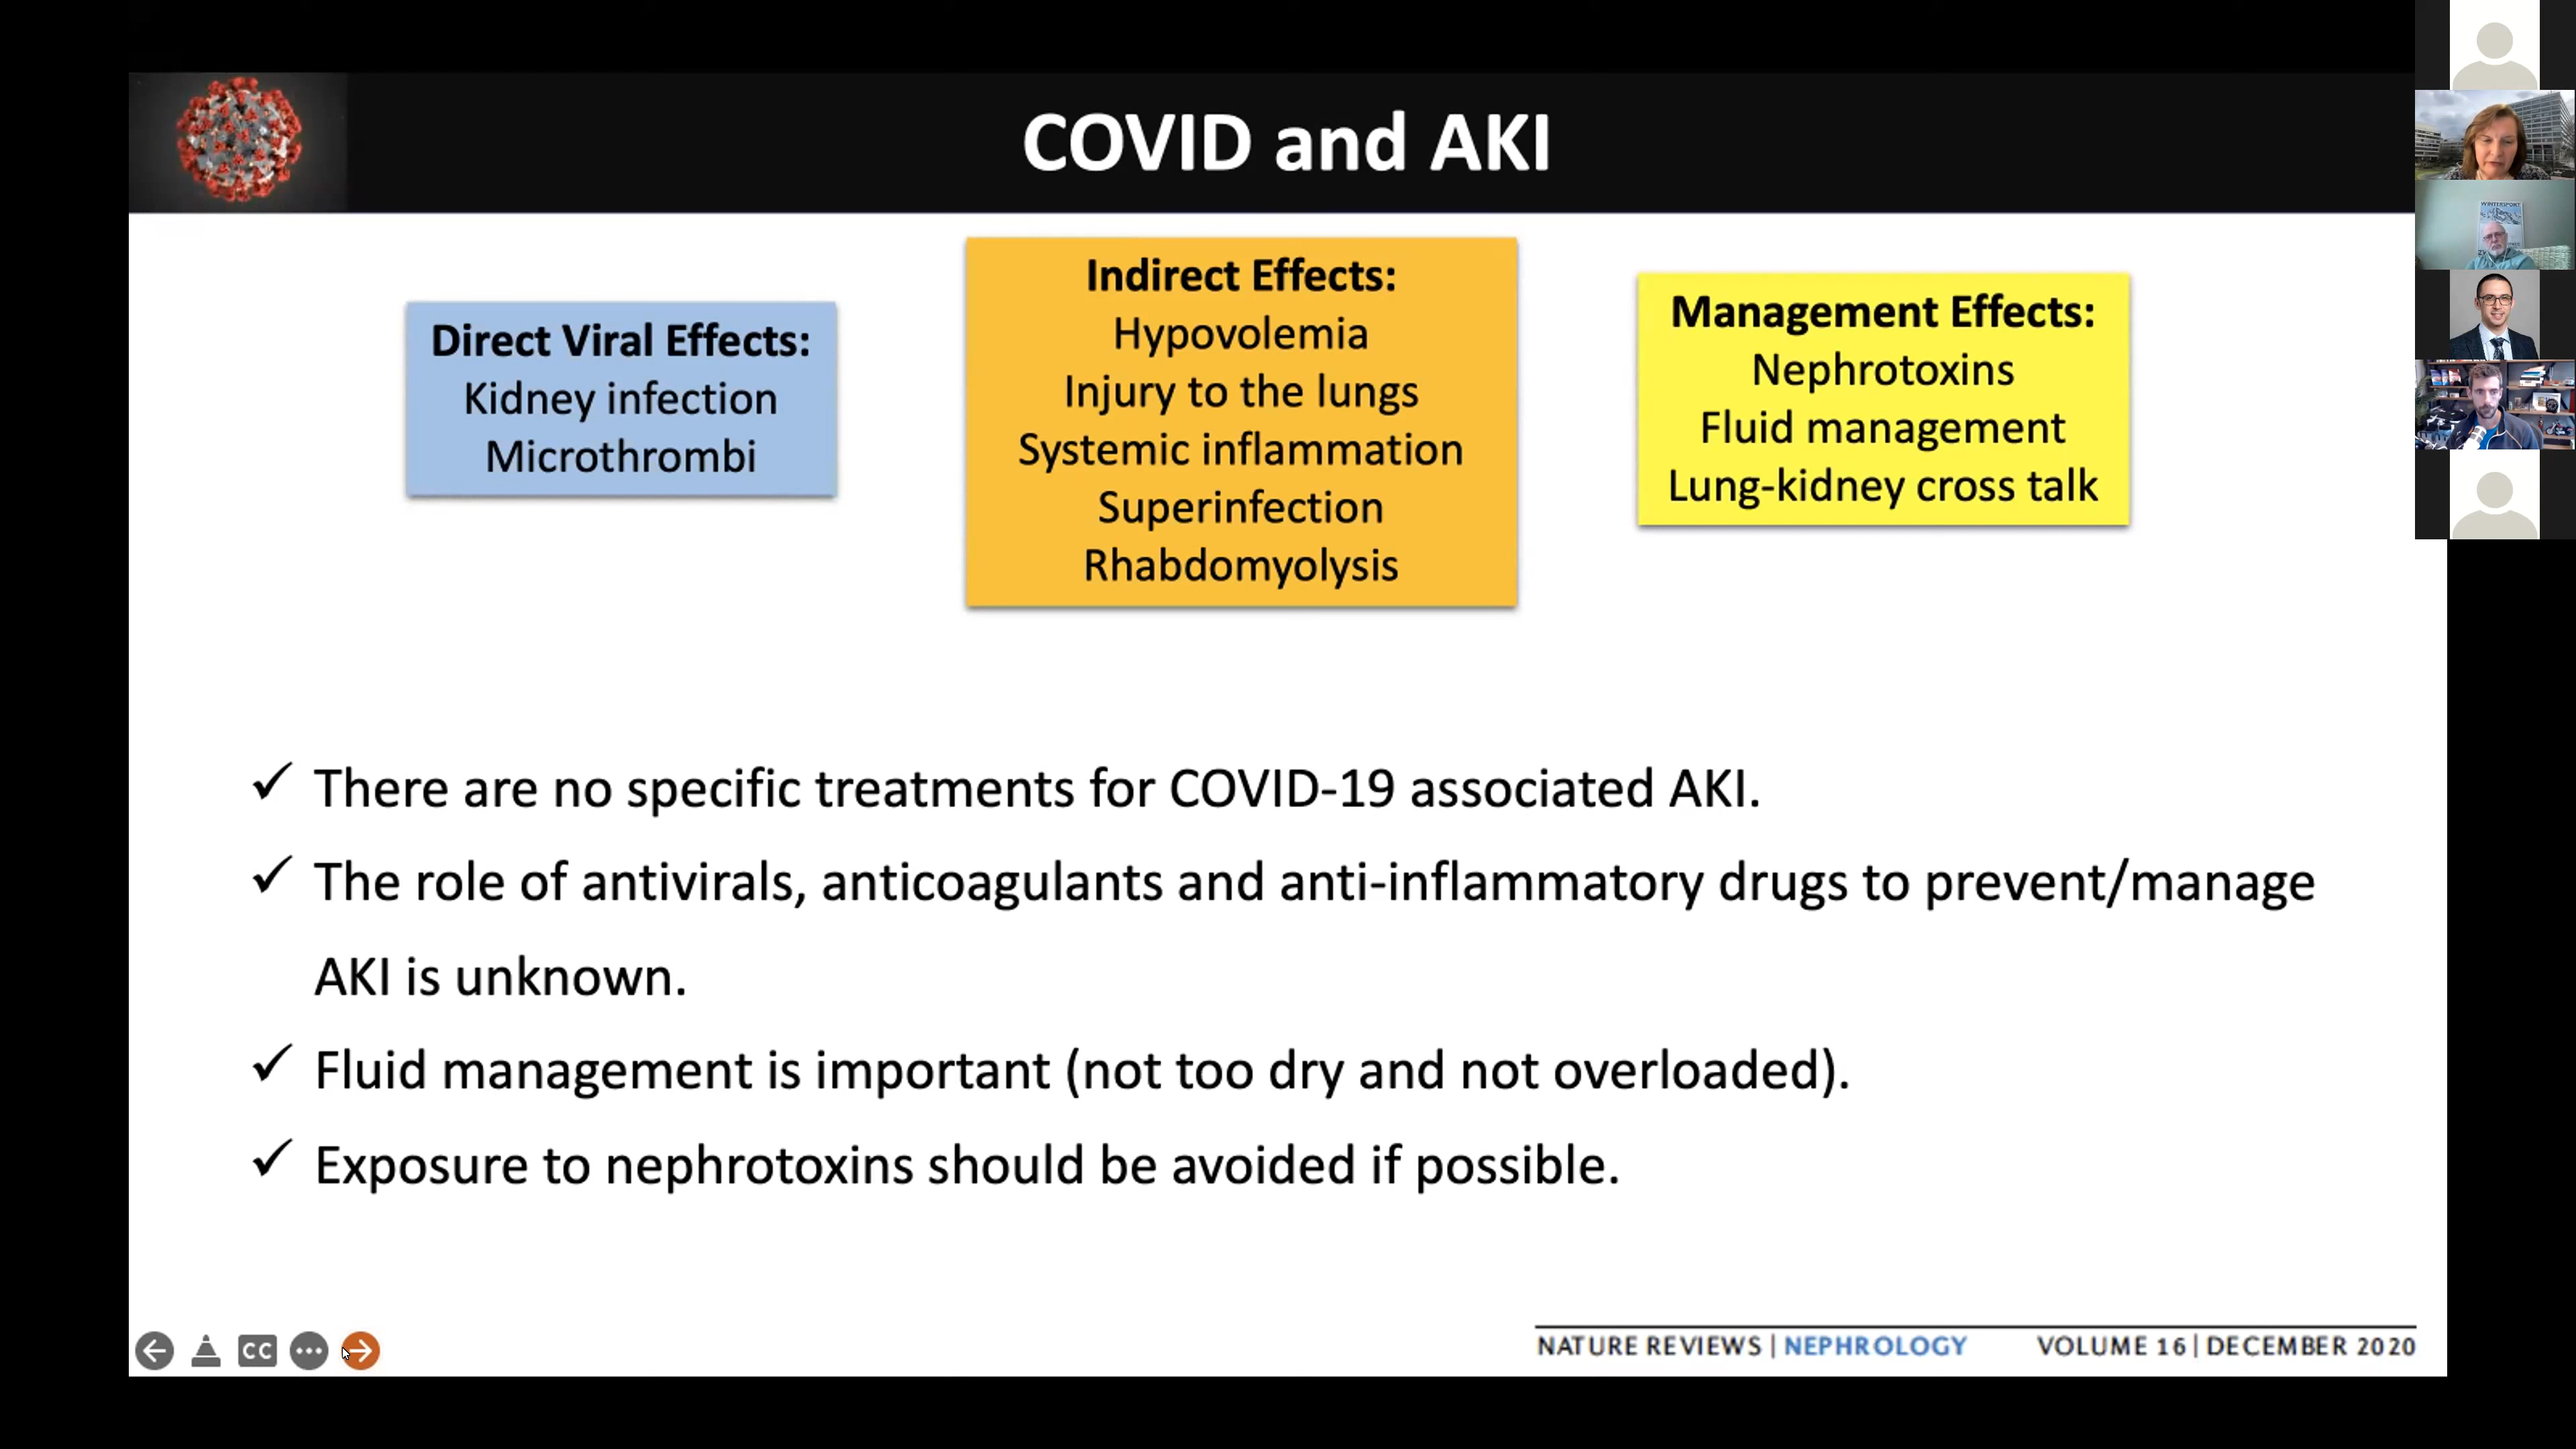 COVID and AKI
Direct Viral Effects:
Kidney infection
Microthrombi
Indirect Effects:
Hypovolemia
Injury to the lungs
Systemic inflammation
Superinfection
Rhabdomyolysis
Management Effects:
Nephrotoxins
Fluid management
Lung-kidney cross talk
✓ There are no specific treatments for COVID-19 associated AKI.
✓ The role of antivirals, anticoagulants and anti-inflammatory drugs to prevent/manage
AKI is unknown.
✓ Fluid management is important (not too dry and not overloaded).
✓ Exposure to nephrotoxins should be avoided if possible.
CC
NATURE REVIEWS | NEPHROLOGY VOLUME 16 | DECEMBER 2020
WINTERSPORT